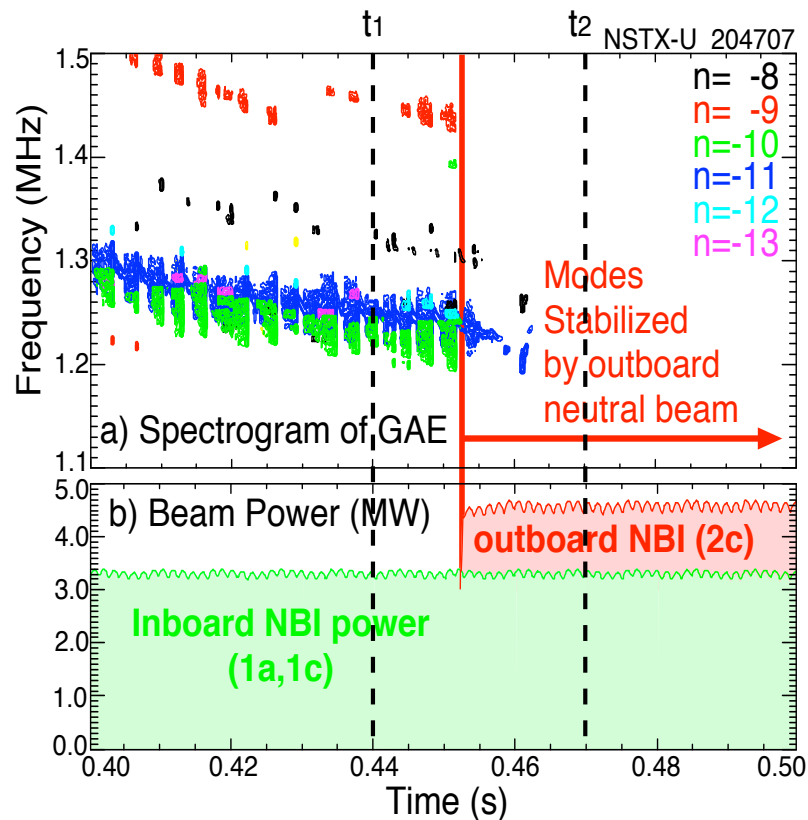 t1 t2
NSTX-U 204707
1.5
1.4
1.3
1.2
1.1
Frequency (MHz)
n= -8
n= -9
n=-10
n=-11
n=-12
n=-13
Modes
Stabilized
by outboard
neutral beam
a) Spectrogram of GAE
5.0
4.0
3.0
2.0
1.0
0.0
b) Beam Power (MW)
outboard NBI (2c)
Inboard NBI power
(1a,1c)
0.40 0.42 0.44 0.46 0.48 0.50
Time (s)